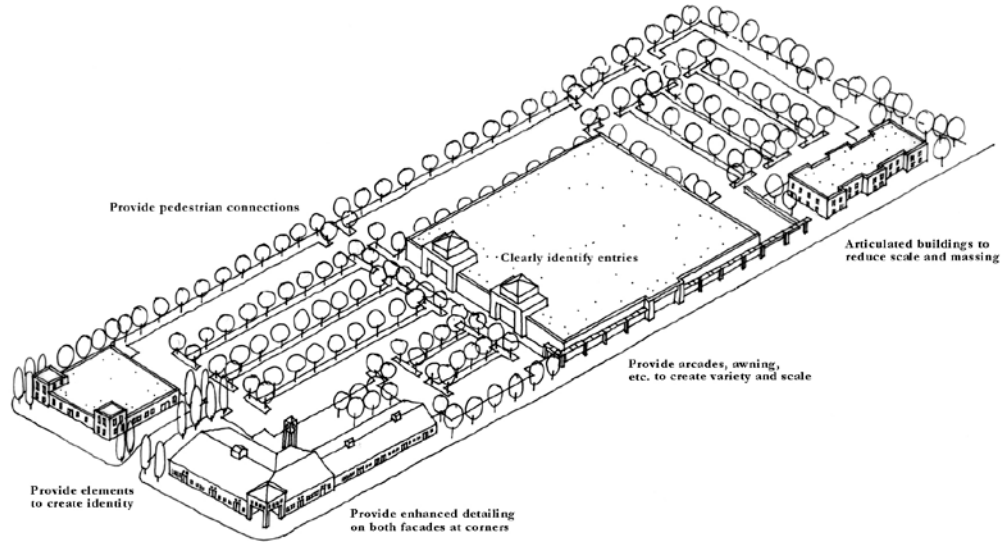 Provide pedestrian connections
Clearly identify entries
Articulated buildings to
reduce scale and massing
Provide arcades, awning,
etc. to create variety and scale
Provide elements
to create identity
Provide enhanced detailing
on both facades at corners